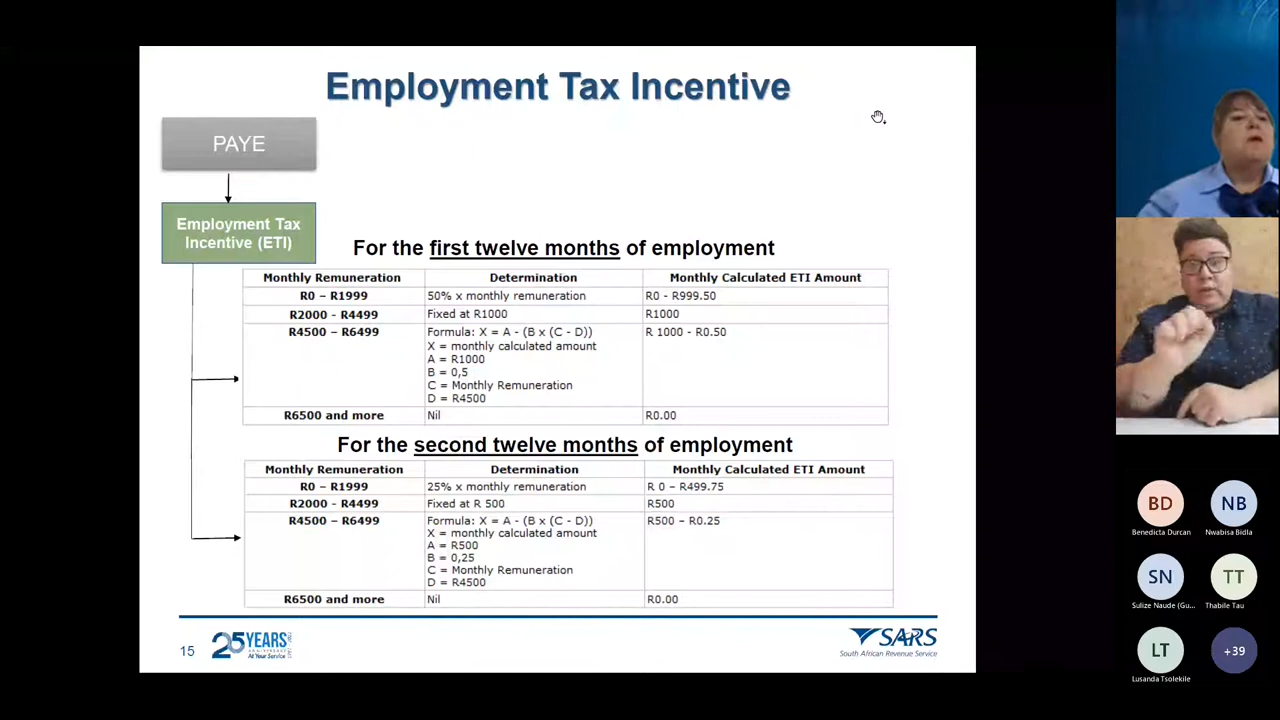 Employment Tax Incentive
PAYE
Employment Tax
Incentive (ETI)
For the first twelve months of employment
Monthly Remuneration Determination Monthly Calculated ETI Amount
R0 – R1999 50% x monthly remuneration R0 - R999.50
R2000 - R4499 Fixed at R1000 R1000
R4500 – R6499 Formula: X = A - (B x (C - D)) R 1000 - R0.50
X = monthly calculated amount
A = R1000
B = 0,5
C = Monthly Remuneration
D = R4500
R6500 and more Nil R0.00
For the second twelve months of employment
Monthly Remuneration Determination Monthly Calculated ETI Amount
R0 – R1999 25% x monthly remuneration R 0 – R499.75
R2000 - R4499 Fixed at R 500 R500
R4500 – R6499 Formula: X = A - (B x (C - D)) R500 – R0.25
X = monthly calculated amount
A = R500
B = 0,25
C = Monthly Remuneration
D = R4500
R6500 and more Nil R0.00
15
25 YEARS
ANNIVERSARY
At Your Service
SARS
South African Revenue Service
BD NB
Benedicta Durcan Nwabisa Bidla
SN TT
Sulize Naude (Gu... Thabile Tau
LT +39
Lusanda Tsolekile